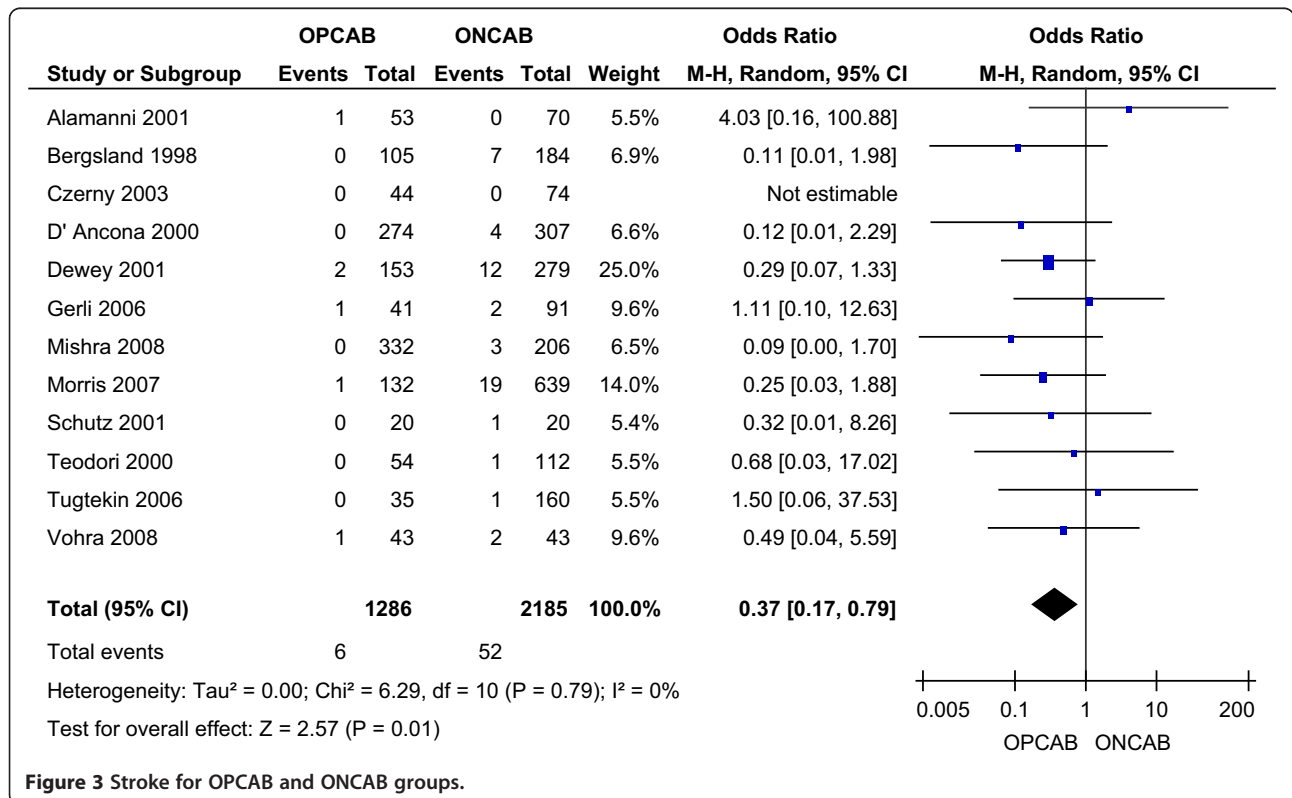 OPCAB ONCAB Odds Ratio Odds Ratio
Study or Subgroup Events Total Events Total Weight M-H, Random, 95% CI M-H, Random, 95% CI
Alamanni 2001 1 53 0 70 5.5% 4.03 [0.16, 100.88]
Bergsland 1998 0 105 7 184 6.9% 0.11 [0.01, 1.98]
Czerny 2003 0 44 0 74 Not estimable
D' Ancona 2000 0 274 4 307 6.6% 0.12 [0.01, 2.29]
Dewey 2001 2 153 12 279 25.0% 0.29 [0.07, 1.33]
Gerli 2006 1 41 2 91 9.6% 1.11 [0.10, 12.63]
Mishra 2008 0 332 3 206 6.5% 0.09 [0.00, 1.70]
Morris 2007 1 132 19 639 14.0% 0.25 [0.03, 1.88]
Schutz 2001 0 20 1 20 5.4% 0.32 [0.01, 8.26]
Teodori 2000 0 54 1 112 5.5% 0.68 [0.03, 17.02]
Tugtekin 2006 0 35 1 160 5.5% 1.50 [0.06, 37.53]
Vohra 2008 1 43 2 43 9.6% 0.49 [0.04, 5.59]
Total (95% CI) 1286 2185 100.0% 0.37 [0.17, 0.79]
Total events 6 52
Heterogeneity: Tau² = 0.00; Chi² = 6.29, df = 10 (P = 0.79); I² = 0%
Test for overall effect: Z = 2.57 (P = 0.01)
0.005 0.1 1 10 200
OPCAB ONCAB
Figure 3 Stroke for OPCAB and ONCAB groups.